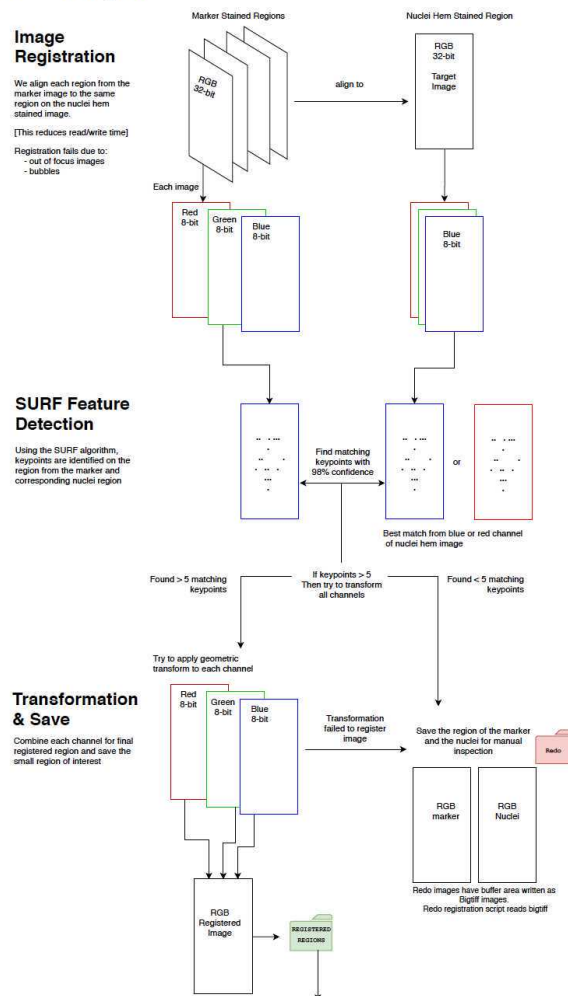 Marker Stained Regions
Nuclei Hem Stained Region
Image
Registration
We align each region from the
marker image to the same
region on the nuclei hem
stained image.
[This reduces read/write time]
Registration fails due to:
- out of focus images
- bubbles
RGB
32-bit
align to
RGB
32-bit
Target
Image
Each image
Red
8-bit
Green
8-bit
Blue
8-bit
Blue
8-bit
SURF Feature
Detection
Using the SURF algorithm,
keypoints are identified on the
region from the marker and
corresponding nuclei region
Find matching
keypoints with
98% confidence
or
Best match from blue or red channel
of nuclei hem image
Found > 5 matching
keypoints
If keypoints > 5
Then try to transform
all channels
Found < 5 matching
keypoints
Try to apply geometric
transform to each channel
Transformation
& Save
Combine each channel for final
registered region and save the
small region of interest
Red
8-bit
Green
8-bit
Blue
8-bit
Transformation
failed to register
image
Save the region of the marker
and the nuclei for manual
inspection
Redo
RGB
marker
RGB
Nuclei
Redo images have buffer area written as
Bigtiff images.
Redo registration script reads bigtiff
RGB
Registered
Image
REGISTERED
REGIONS